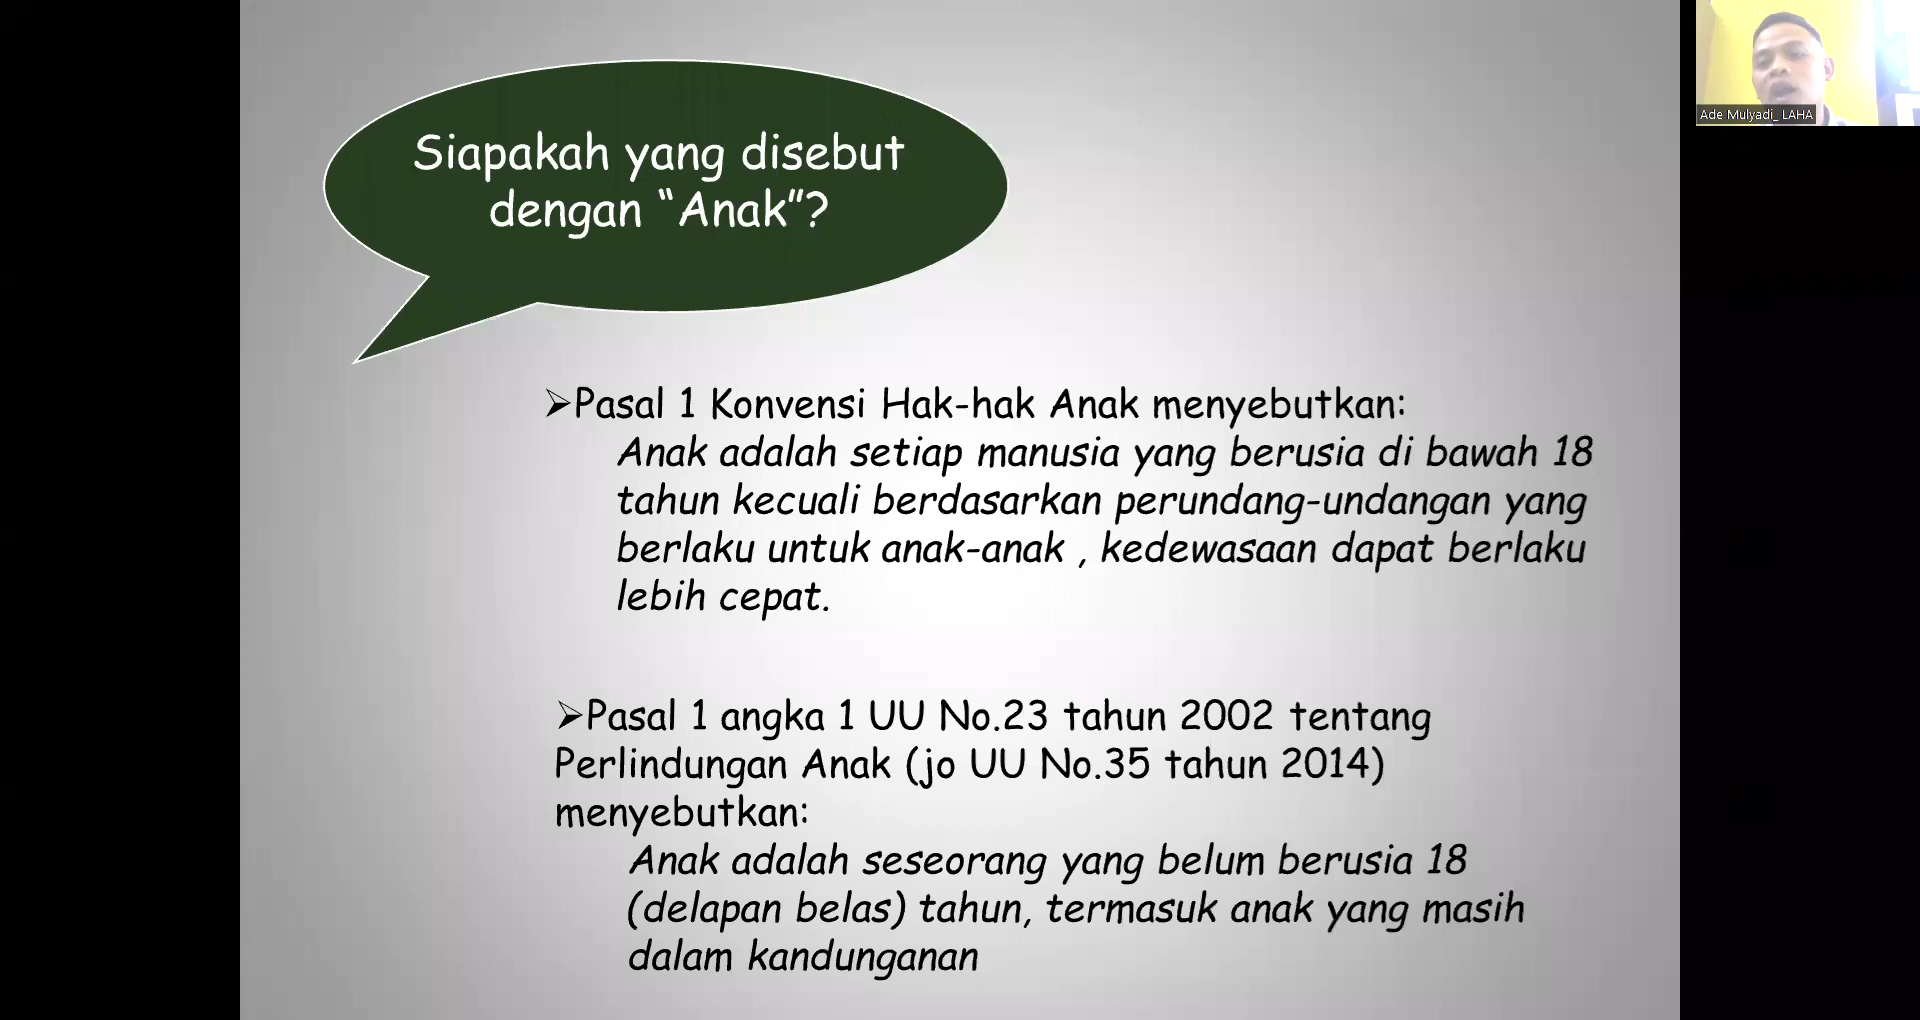 Siapakah yang disebut
dengan “Anak”?
➢Pasal 1 Konvensi Hak-hak Anak menyebutkan:
Anak adalah setiap manusia yang berusia di bawah 18
tahun kecuali berdasarkan perundang-undangan yang
berlaku untuk anak-anak , kedewasaan dapat berlaku
lebih cepat.
➢Pasal 1 angka 1 UU No.23 tahun 2002 tentang
Perlindungan Anak (jo UU No.35 tahun 2014)
menyebutkan:
Anak adalah seseorang yang belum berusia 18
(delapan belas) tahun, termasuk anak yang masih
dalam kandunganan
Ade Mulyadi_ LAHA